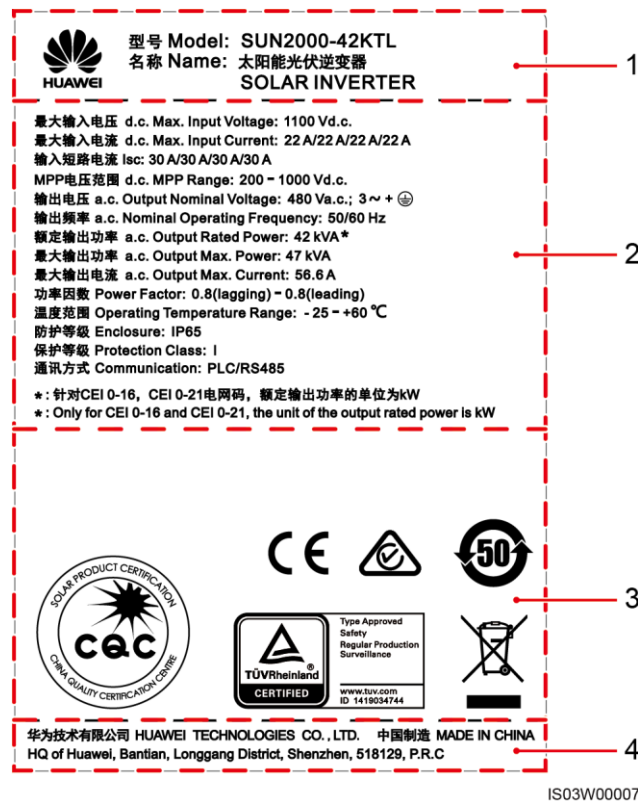 HUAWEI
型号 Model: SUN2000-42KTL
名称 Name: 太阳能光伏逆变器
SOLAR INVERTER
1
最大输入电压 d.c. Max. Input Voltage: 1100 Vd.c.
最大输入电流 d.c. Max. Input Current: 22 A/22 A/22 A/22 A
输入短路电流 Isc: 30 A/30 A/30 A/30 A
MPP电压范围 d.c. MPP Range: 200 - 1000 Vd.c.
输出电压 a.c. Output Nominal Voltage: 480 Va.c.; 3~ +
输出频率 a.c. Nominal Operating Frequency: 50/60 Hz
额定输出功率 a.c. Output Rated Power: 42 kVA*
最大输出功率 a.c. Output Max. Power: 47 kVA
最大输出电流 a.c. Output Max. Current: 56.6 A
功率因数 Power Factor: 0.8(lagging) - 0.8(leading)
温度范围 Operating Temperature Range: - 25 - +60 ℃
防护等级 Enclosure: IP65
保护等级 Protection Class: I
通讯方式 Communication: PLC/RS485
*: 针对CEI 0-16，CEI 0-21电网码，额定输出功率的单位为kW
*: Only for CEI 0-16 and CEI 0-21, the unit of the output rated power is kW
2
CE
50
SOLAR PRODUCT CERTIFICATION
CQC
CHINA QUALITY CERTIFICATION CENTRE
TÜVRheinland®
CERTIFIED
Type Approved
Safety
Regular Production
Surveillance
www.tuv.com
ID 1419034744
3
华为技术有限公司 HUAWEI TECHNOLOGIES CO., LTD. 中国制造 MADE IN CHINA
HQ of Huawei, Bantian, Longgang District, Shenzhen, 518129, P.R.C
4
IS03W00007